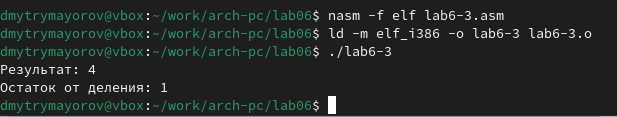 dmytrymayorov@vbox:~/work/arch-pc/lab06$ nasm -f elf lab6-3.asm
dmytrymayorov@vbox:~/work/arch-pc/lab06$ ld -m elf_i386 -o lab6-3 lab6-3.o
dmytrymayorov@vbox:~/work/arch-pc/lab06$ ./lab6-3
Результат: 4
Остаток от деления: 1
dmytrymayorov@vbox:~/work/arch-pc/lab06$